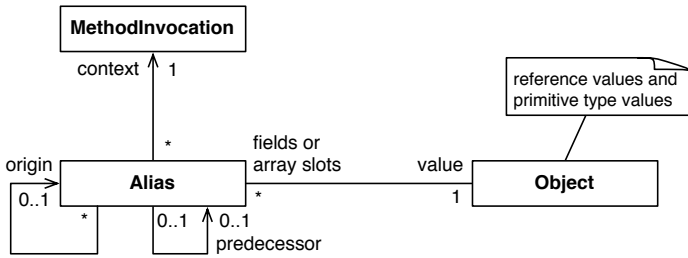 MethodInvocation
context
1
reference values and
primitive type values
*
fields or
array slots
value
origin
Alias
Object
0..1
*
0..1
0..1
*
1
predecessor